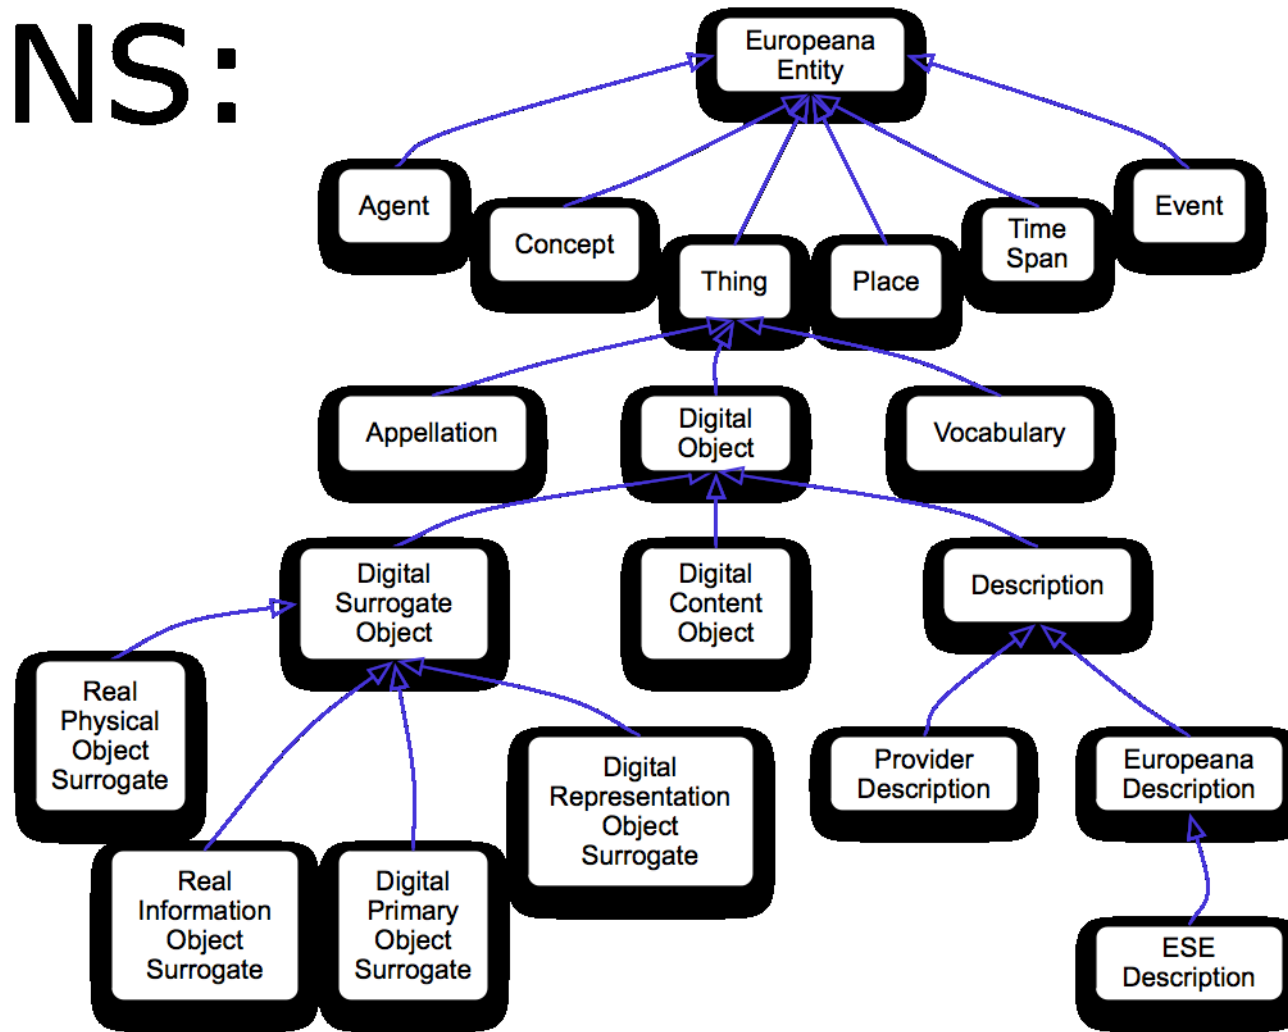 NS:
Europeana
Entity
Agent
Concept
Thing
Place
Time
Span
Event
Appellation
Digital
Object
Vocabulary
Digital
Surrogate
Object
Digital
Content
Object
Description
Real
Physical
Object
Surrogate
Digital
Representation
Object
Surrogate
Provider
Description
Europeana
Description
Real
Information
Object
Surrogate
Digital
Primary
Object
Surrogate
ESE
Description